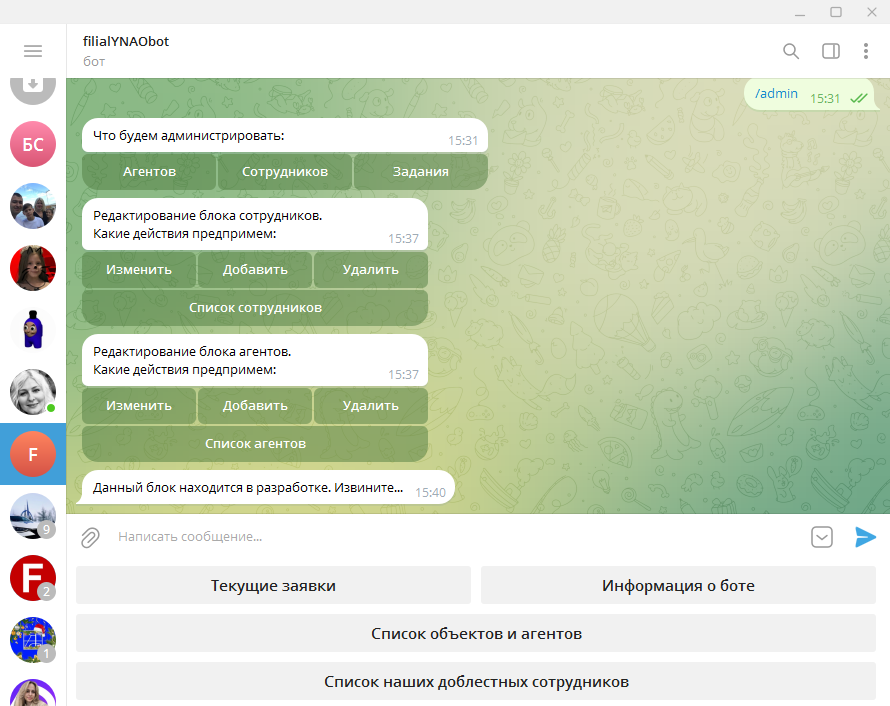 filialYNAObot
бот
/admin 15:31
Что будем администрировать:
15:31
Агентов Сотрудников Задания
Редактирование блока сотрудников.
Какие действия предпримем:
15:37
Изменить Добавить Удалить
Список сотрудников
Редактирование блока агентов.
Какие действия предпримем:
15:37
Изменить Добавить Удалить
Список агентов
Данный блок находится в разработке. Извините... 15:40
Написать сообщение...
Текущие заявки Информация о боте
Список объектов и агентов
Список наших доблестных сотрудников
БС
F
9
F
2
1